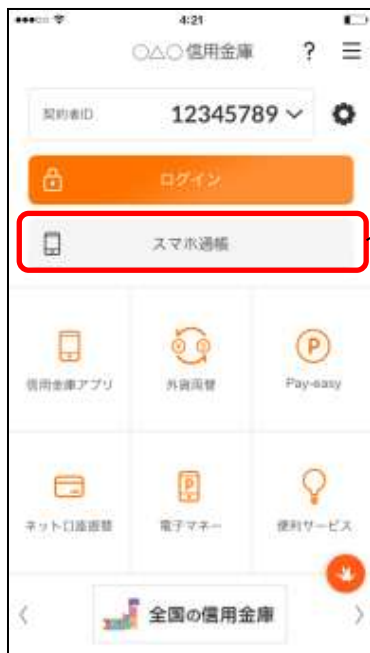 4:21
○△○信用金庫 ?
契約者ID 12345789
ログイン
スマホ通帳
信用金庫アプリ 外貨両替 Pay-easy
ネット口座振替 電子マネー 便利サービス
全国の信用金庫